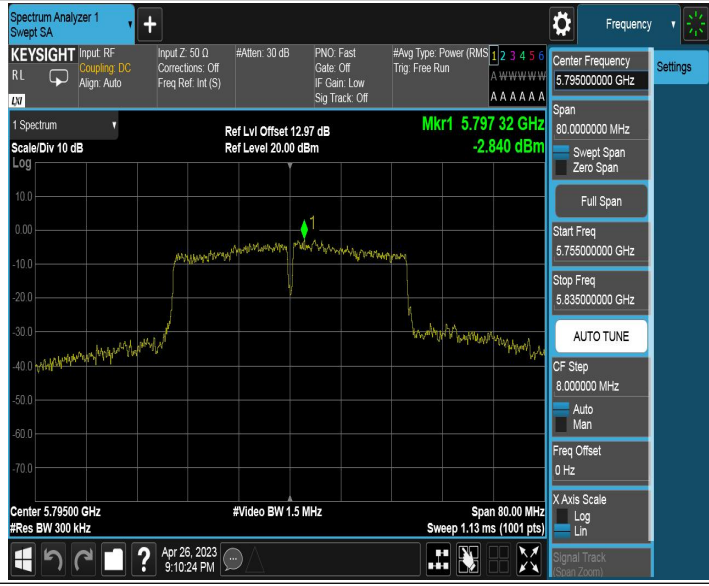 Spectrum Analyzer 1
Swept SA
Frequency
KEYSIGHT
RL
LXI
Input: RF
Coupling: DC
Align: Auto
Input Z: 50 Ω
Corrections: Off
Freq Ref: Int (S)
#Atten: 30 dB
PNO: Fast
Gate: Off
IF Gain: Low
Sig Track: Off
#Avg Type: Power (RMS
Trig: Free Run
1 2 3 4 5 6
A W W W W W
A A A A A A
Settings
Center Frequency
5.795000000 GHz
Span
80.0000000 MHz
Swept Span
Zero Span
Full Span
Start Freq
5.755000000 GHz
Stop Freq
5.835000000 GHz
AUTO TUNE
CF Step
8.000000 MHz
Auto
Man
Freq Offset
0 Hz
X Axis Scale
Log
Lin
Signal Track
(Span Zoom)
1 Spectrum
Scale/Div 10 dB
Log
Ref Lvl Offset 12.97 dB
Ref Level 20.00 dBm
Mkr1 5.797 32 GHz
-2.840 dBm
10.0
0.00
-10.0
-20.0
-30.0
-40.0
-50.0
-60.0
-70.0
1
Center 5.79500 GHz
#Res BW 300 kHz
#Video BW 1.5 MHz
Span 80.00 MHz
Sweep 1.13 ms (1001 pts)
?
Apr 26, 2023
9:10:24 PM